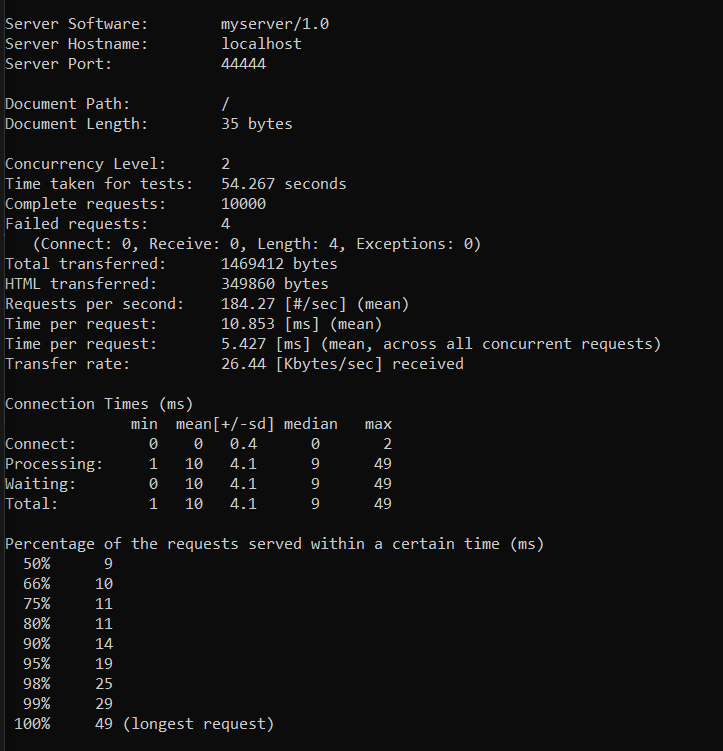 Server Software:        myserver/1.0
Server Hostname:        localhost
Server Port:            44444

Document Path:          /
Document Length:        35 bytes

Concurrency Level:      2
Time taken for tests:   54.267 seconds
Complete requests:      10000
Failed requests:        4
   (Connect: 0, Receive: 0, Length: 4, Exceptions: 0)
Total transferred:      1469412 bytes
HTML transferred:       349860 bytes
Requests per second:    184.27 [#/sec] (mean)
Time per request:       10.853 [ms] (mean)
Time per request:       5.427 [ms] (mean, across all concurrent requests)
Transfer rate:          26.44 [Kbytes/sec] received

Connection Times (ms)
              min  mean[+/-sd] median   max
Connect:        0    0   0.4      0       2
Processing:     1   10   4.1      9      49
Waiting:        0   10   4.1      9      49
Total:          1   10   4.1      9      49

Percentage of the requests served within a certain time (ms)
  50%      9
  66%     10
  75%     11
  80%     11
  90%     14
  95%     19
  98%     25
  99%     29
 100%     49 (longest request)